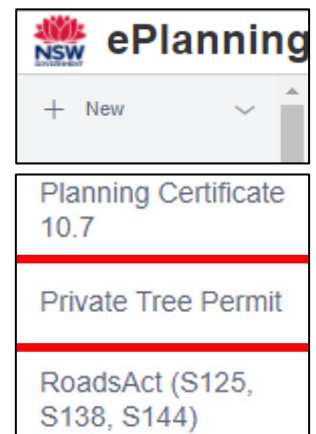 NSW
GOVERNMENT
ePlanning
+ New
Planning Certificate
10.7
Private Tree Permit
RoadsAct (S125,
S138, S144)